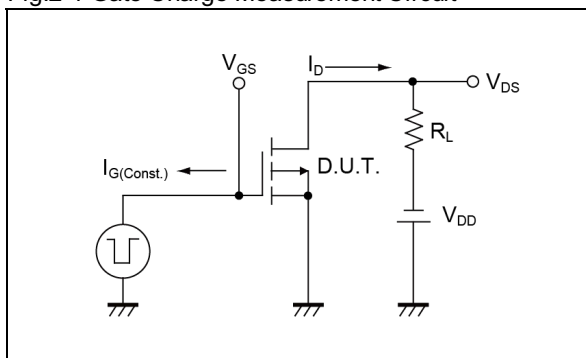 Fig.2-1 Gate Charge Measurement Circuit
VGS
ID
VDS
RL
IG(Const.)
D.U.T.
VDD